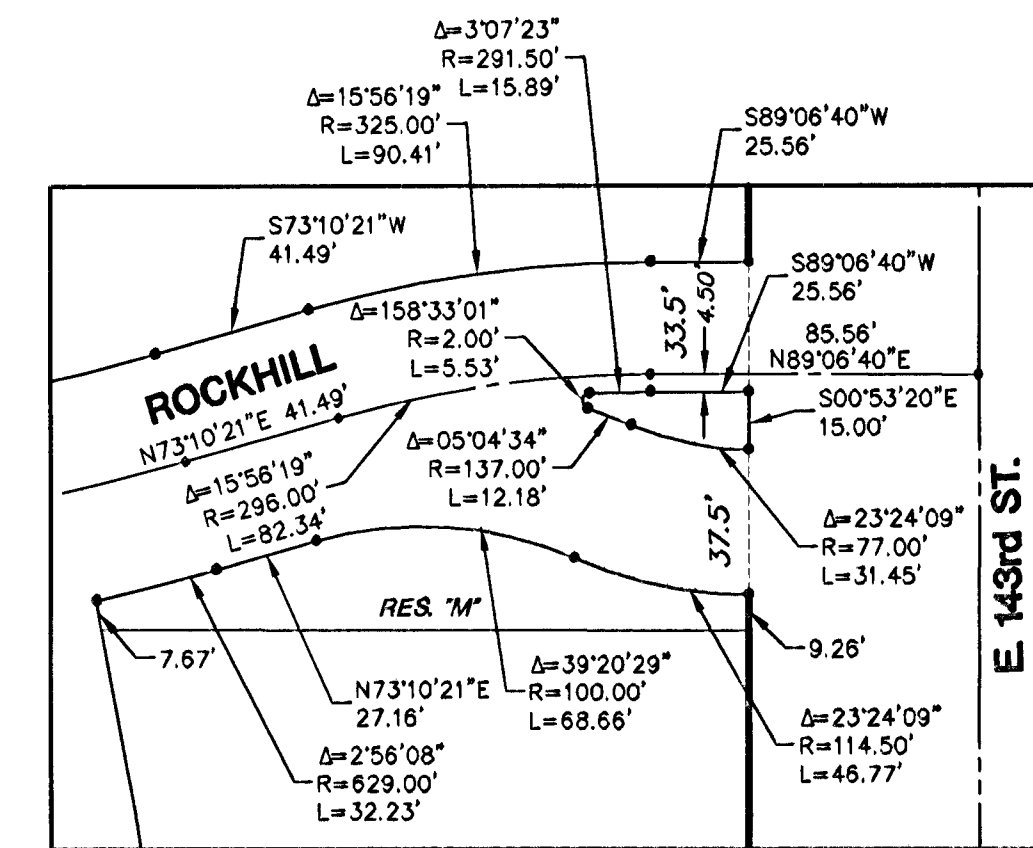 Δ=3°07'23"
R=291.50'
L=15.89'
Δ=15°56'19"
R=325.00'
L=90.41'
S89°06'40"W
25.56'
S73°10'21"W
41.49'
S89°06'40"W
25.56'
33.5'
4.50'
Δ=158°33'01"
R=2.00'
L=5.53'
85.56'
N89°06'40"E
ROCKHILL
N73°10'21"E 41.49'
S00°53'20"E
15.00'
Δ=15°56'19"
R=296.00'
L=82.34'
Δ=05°04'34"
R=137.00'
L=12.18'
37.5'
Δ=23°24'09"
R=77.00'
L=31.45'
E 143rd ST.
RES. "M"
7.67'
9.26'
N73°10'21"E
27.16'
Δ=39°20'29"
R=100.00'
L=68.66'
Δ=2°56'08"
R=629.00'
L=32.23'
Δ=23°24'09"
R=114.50'
L=46.77'